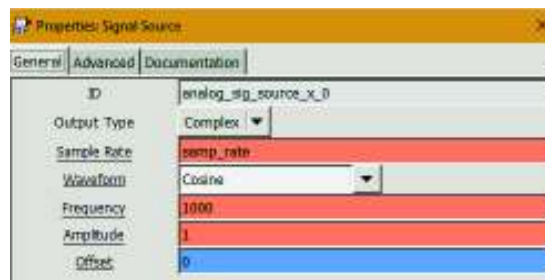 Properties: Signal Source
General Advanced Documentation
ID analog_sig_source_x_0
Output Type Complex
Sample Rate samp_rate
Waveform Cosine
Frequency 1000
Amplitude 1
Offset 0